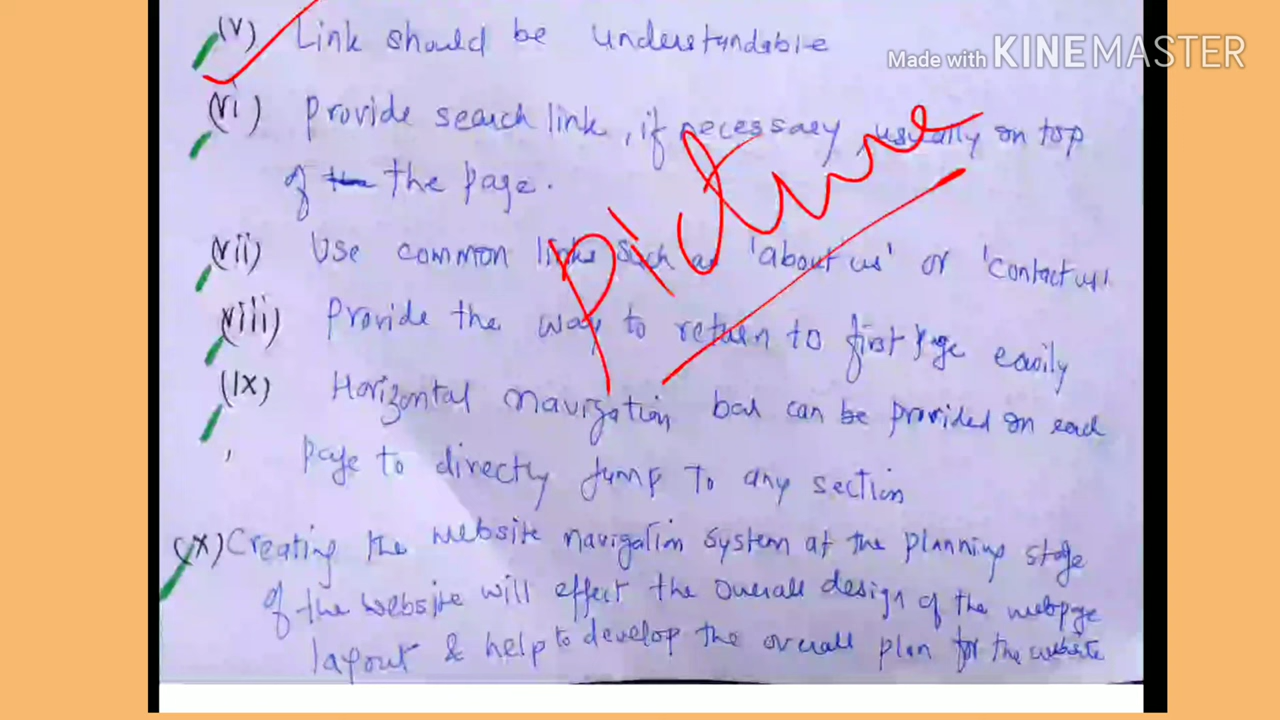 (v) Link should be understandable
Made with KINEMASTER
(vi) Provide search link, if necessary, usually on top
of the the page.
Picture
(vii) Use common links such as 'about us' or 'contact us'
(viii) Provide the way to return to first page easily
(ix) Horizontal navigation bar can be provided on each
page to directly jump to any section
(x) Creating the website navigation system at the planning stage
of the website will effect the overall design of the webpage
layout & help to develop the overall plan for the website